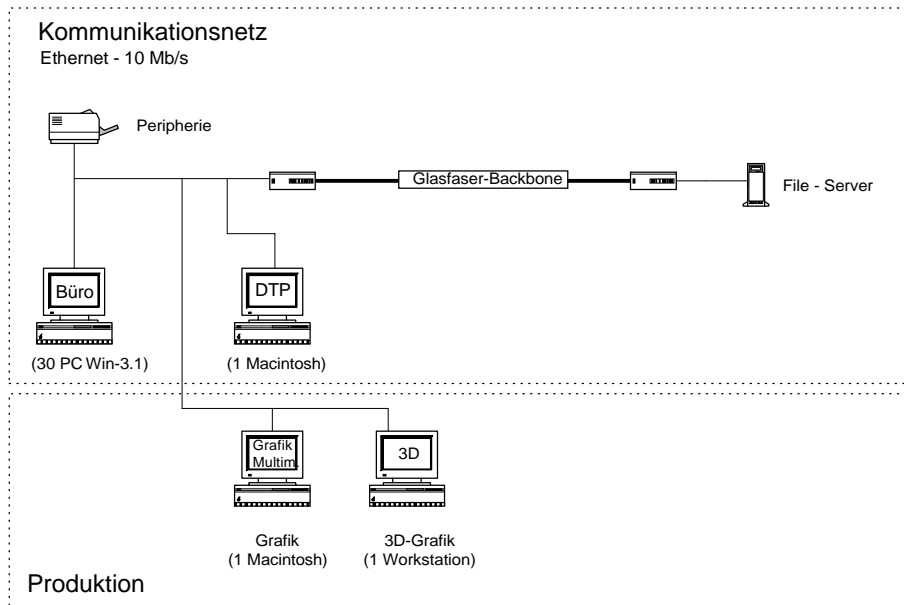 Kommunikationsnetz
Ethernet - 10 Mb/s
Peripherie
Glasfaser-Backbone
File - Server
Büro
DTP
(30 PC Win-3.1)
(1 Macintosh)
Grafik
Multim.
3D
Grafik
(1 Macintosh)
3D-Grafik
(1 Workstation)
Produktion